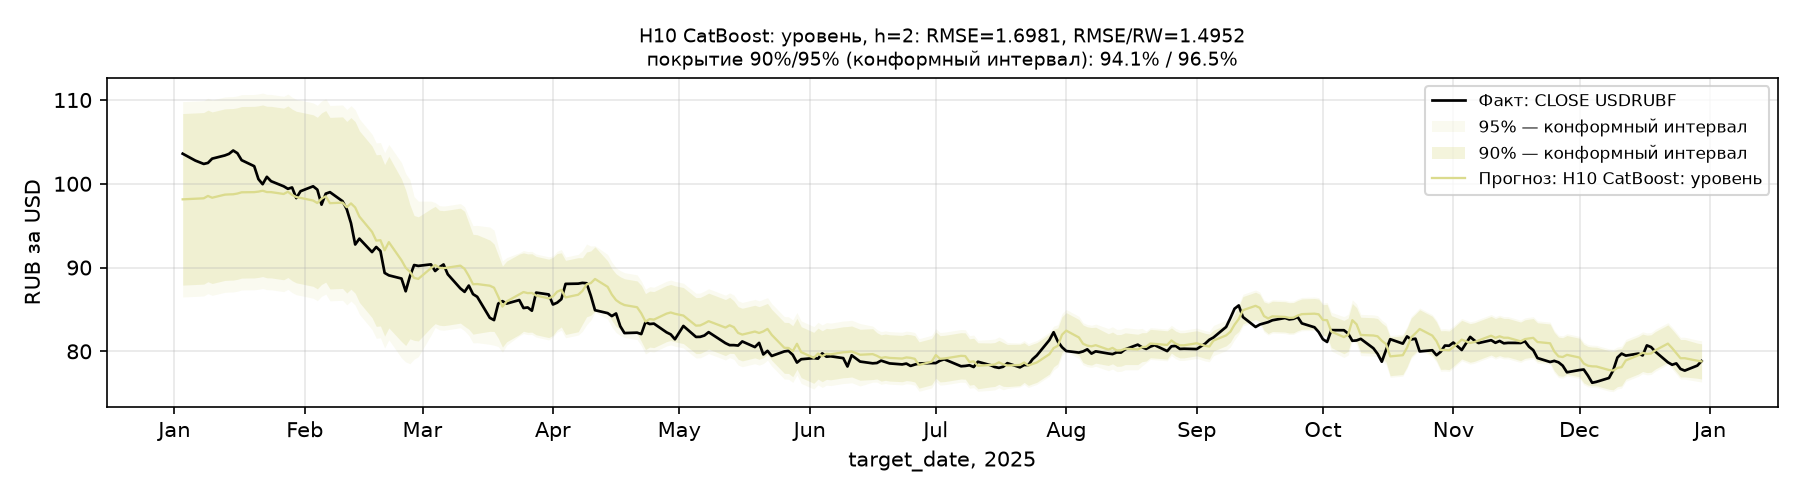 H10 CatBoost: уровень, h=2: RMSE=1.6981, RMSE/RW=1.4952
покрытие 90%/95% (конформный интервал): 94.1% / 96.5%
110
100
90
80
RUB за USD
Факт: CLOSE USDRUBF
95% — конформный интервал
90% — конформный интервал
Прогноз: H10 CatBoost: уровень
Jan Feb Mar Apr May Jun Jul Aug Sep Oct Nov Dec Jan
target_date, 2025